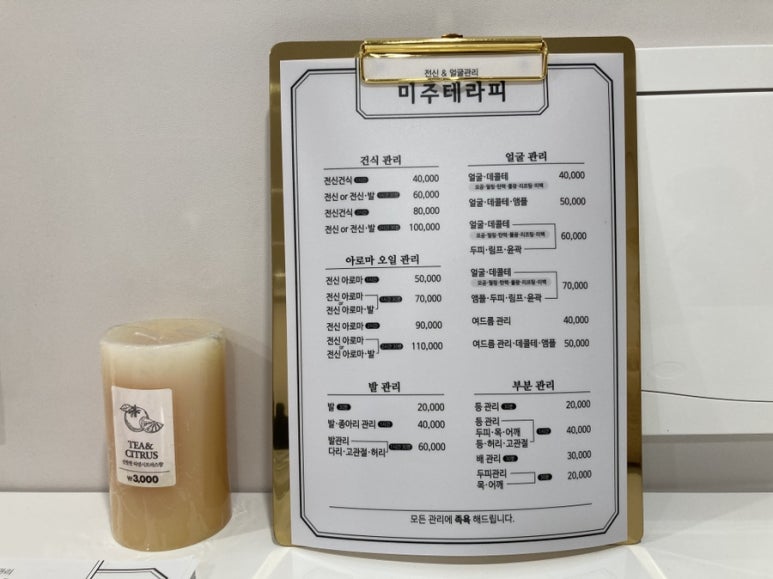 전신 & 얼굴관리
미주테라피
건식 관리
전신건식 40,000
전신 or 전신·발 60,000
전신건식 80,000
전신 or 전신·발 100,000
아로마 오일 관리
전신 아로마 50,000
전신 아로마
or
전신 아로마·발
70,000
전신 아로마 90,000
전신 아로마
or
전신 아로마·발
110,000
발 관리
발 20,000
발·종아리 관리 40,000
발관리
다리·고관절·허리
60,000
얼굴 관리
얼굴·데콜테 40,000
얼굴·데콜테·앰플 50,000
얼굴·데콜테
두피·림프·윤곽
60,000
얼굴·데콜테
앰플·두피·림프·윤곽
70,000
여드름 관리 40,000
여드름 관리·데콜테·앰플 50,000
부분 관리
등 관리 20,000
등 관리
두피·목·어깨
등·허리·고관절
40,000
배 관리 30,000
두피관리
목·어깨
20,000
모든 관리에 족욕 해드립니다.
TEA&
CITRUS
₩3,000